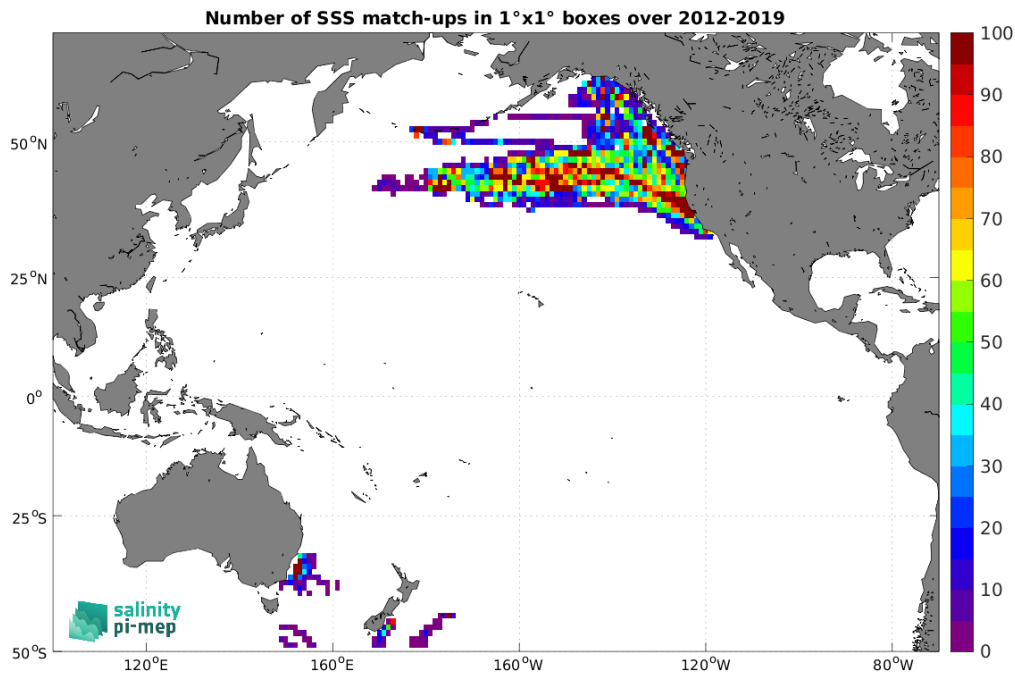 Number of SSS match-ups in 1°x1° boxes over 2012-2019
100
90
80
70
60
50
40
30
20
10
0
50°N
25°N
0°
25°S
50°S
120°E
160°E
160°W
120°W
80°W
salinity
pi-mep